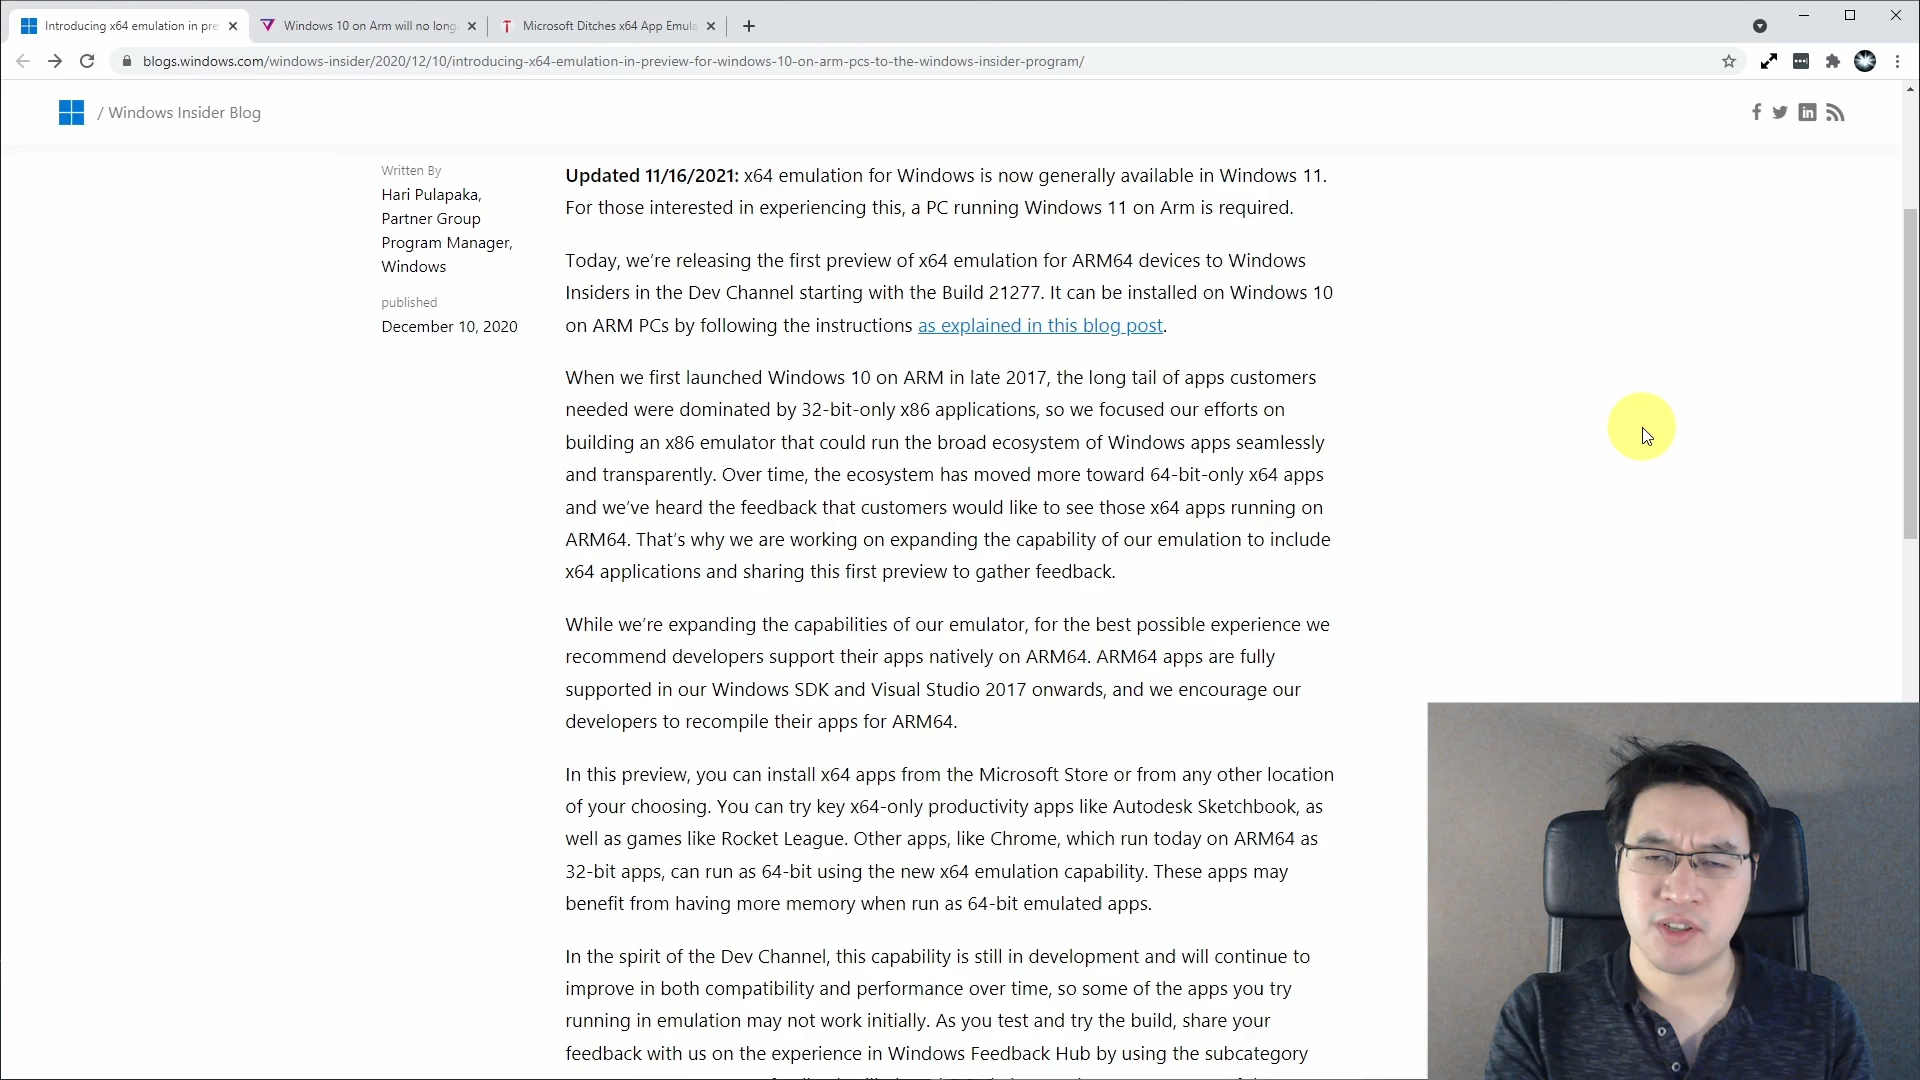 Introducing x64 emulation in pre
Windows 10 on Arm will no long
Microsoft Ditches x64 App Emula
blogs.windows.com/windows-insider/2020/12/10/introducing-x64-emulation-in-preview-for-windows-10-on-arm-pcs-to-the-windows-insider-program/
/ Windows Insider Blog
Written By
Hari Pulapaka,
Partner Group
Program Manager,
Windows
published
December 10, 2020
Updated 11/16/2021: x64 emulation for Windows is now generally available in Windows 11.
For those interested in experiencing this, a PC running Windows 11 on Arm is required.
Today, we’re releasing the first preview of x64 emulation for ARM64 devices to Windows
Insiders in the Dev Channel starting with the Build 21277. It can be installed on Windows 10
on ARM PCs by following the instructions as explained in this blog post.
When we first launched Windows 10 on ARM in late 2017, the long tail of apps customers
needed were dominated by 32-bit-only x86 applications, so we focused our efforts on
building an x86 emulator that could run the broad ecosystem of Windows apps seamlessly
and transparently. Over time, the ecosystem has moved more toward 64-bit-only x64 apps
and we’ve heard the feedback that customers would like to see those x64 apps running on
ARM64. That’s why we are working on expanding the capability of our emulation to include
x64 applications and sharing this first preview to gather feedback.
While we’re expanding the capabilities of our emulator, for the best possible experience we
recommend developers support their apps natively on ARM64. ARM64 apps are fully
supported in our Windows SDK and Visual Studio 2017 onwards, and we encourage our
developers to recompile their apps for ARM64.
In this preview, you can install x64 apps from the Microsoft Store or from any other location
of your choosing. You can try key x64-only productivity apps like Autodesk Sketchbook, as
well as games like Rocket League. Other apps, like Chrome, which run today on ARM64 as
32-bit apps, can run as 64-bit using the new x64 emulation capability. These apps may
benefit from having more memory when run as 64-bit emulated apps.
In the spirit of the Dev Channel, this capability is still in development and will continue to
improve in both compatibility and performance over time, so some of the apps you try
running in emulation may not work initially. As you test and try the build, share your
feedback with us on the experience in Windows Feedback Hub by using the subcategory